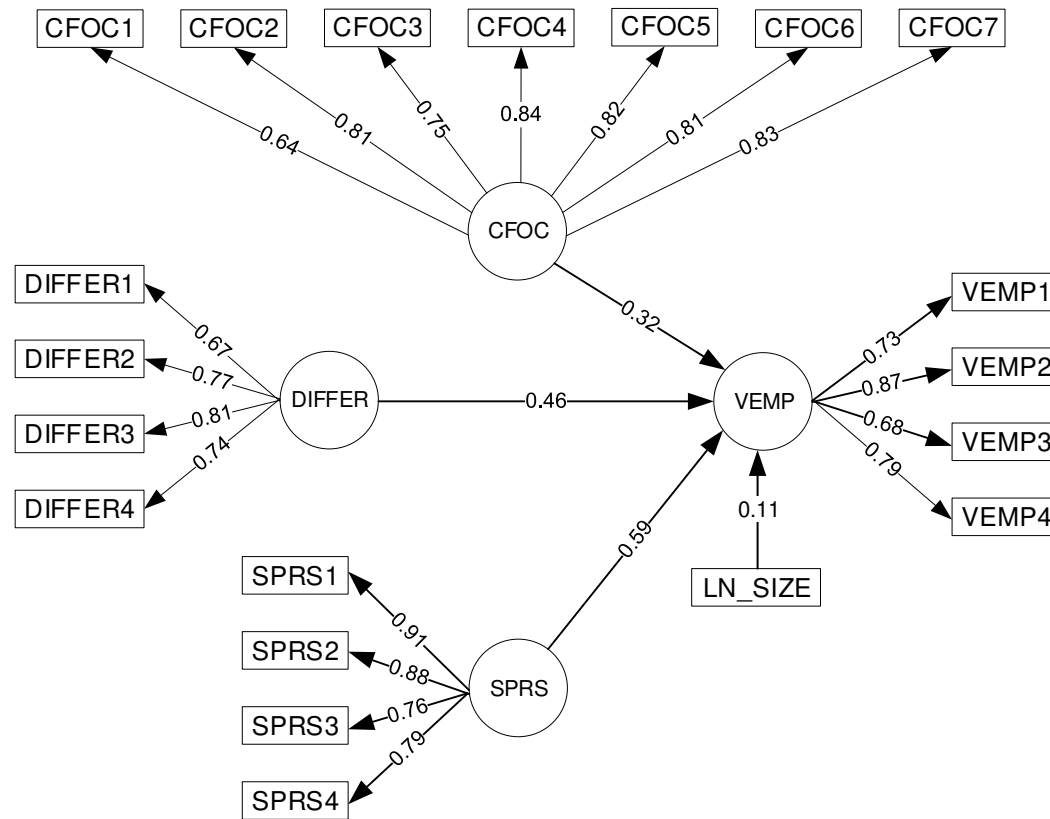 CFOC1 CFOC2 CFOC3 CFOC4 CFOC5 CFOC6 CFOC7
0.64 0.81 0.75 0.84 0.82 0.81 0.83
CFOC
0.32
DIFFER1
DIFFER2
DIFFER3
DIFFER4
0.67
0.77
0.81
0.74
DIFFER
0.46
VEMP
0.73
0.87
0.68
0.79
VEMP1
VEMP2
VEMP3
VEMP4
0.11
LN_SIZE
0.59
SPRS1
SPRS2
SPRS3
SPRS4
0.91
0.88
0.76
0.79
SPRS